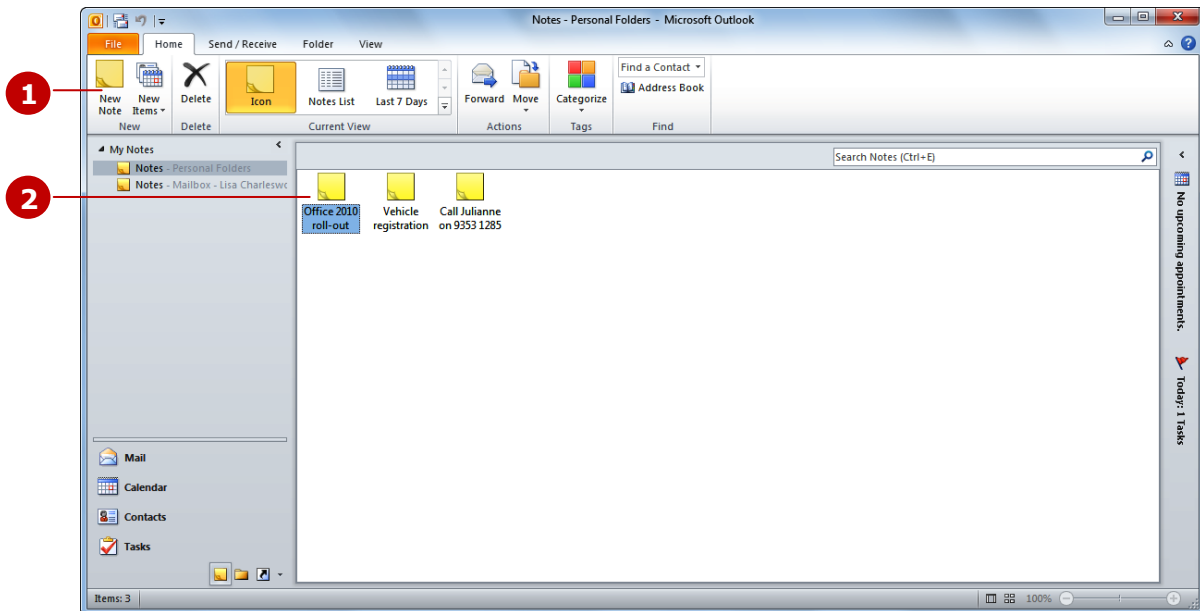 Notes - Personal Folders - Microsoft Outlook
File Home Send / Receive Folder View
1
New Note
New Items
Delete
Icon
Notes List
Last 7 Days
Forward
Move
Categorize
Find a Contact
Address Book
New
Delete
Current View
Actions
Tags
Find
My Notes
Notes - Personal Folders
Notes - Mailbox - Lisa Charleswo
Search Notes (Ctrl+E)
2
Office 2010
roll-out
Vehicle
registration
Call Julianne
on 9353 1285
No upcoming appointments.
Today: 1 Tasks
Mail
Calendar
Contacts
Tasks
Items: 3
100%